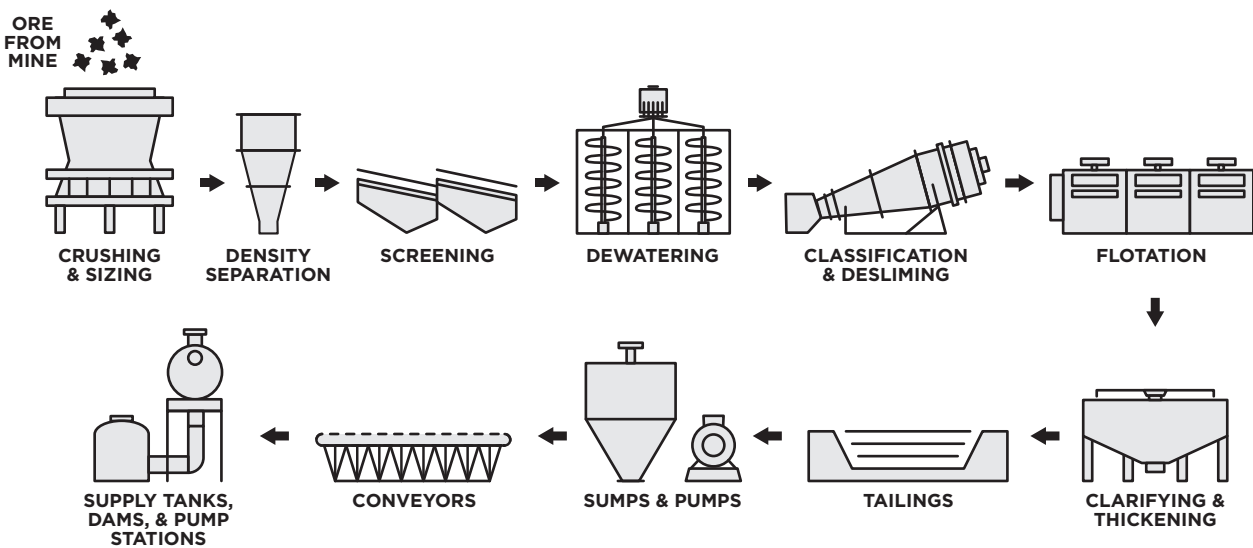 ORE
FROM
MINE
CRUSHING
& SIZING
DENSITY
SEPARATION
SCREENING
DEWATERING
CLASSIFICATION
& DESLIMING
FLOTATION
SUPPLY TANKS,
DAMS, & PUMP
STATIONS
CONVEYORS
SUMPS & PUMPS
TAILINGS
CLARIFYING &
THICKENING